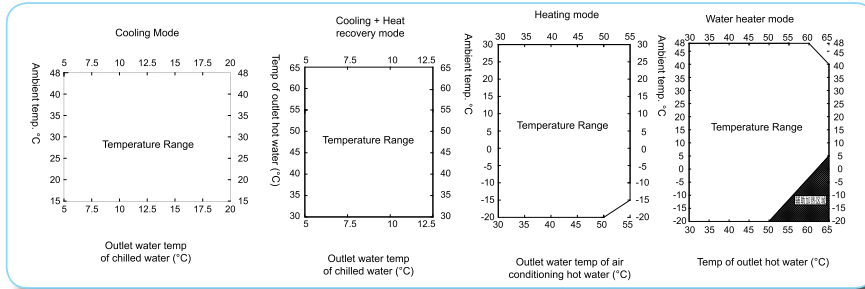 Cooling Mode
5 7.5 10 12.5 15 17.5 20
48 48
40 40
35 35
30 30
25 25
20 20
15 15
Ambient temp. °C
Temperature Range
5 7.5 10 12.5 15 17.5 20
Outlet water temp
of chilled water (°C)
Cooling + Heat
recovery mode
5 7.5 10 12.5
65 65
60 60
55 55
50 50
45 45
40 40
35 35
30 30
Temp of outlet hot water (°C)
Temperature Range
5 7.5 10 12.5
Outlet water temp
of chilled water (°C)
Heating mode
30 35 40 45 50 55
30 30
25 25
20 20
15 15
10 10
5 5
0 0
-5 -5
-10 -10
-15 -15
-20 -20
Ambient temp. °C
Temperature Range
30 35 40 45 50 55
Outlet water temp of air
conditioning hot water (°C)
Water heater mode
30 35 40 45 50 55 60 65
48 48
45 45
40 40
35 35
30 30
25 25
20 20
15 15
10 10
5 5
0 0
-5 -5
-10 -10
-15 -15
-20 -20
Ambient temp. °C
Temperature Range
30 35 40 45 50 55 60 65
Temp of outlet hot water (°C)